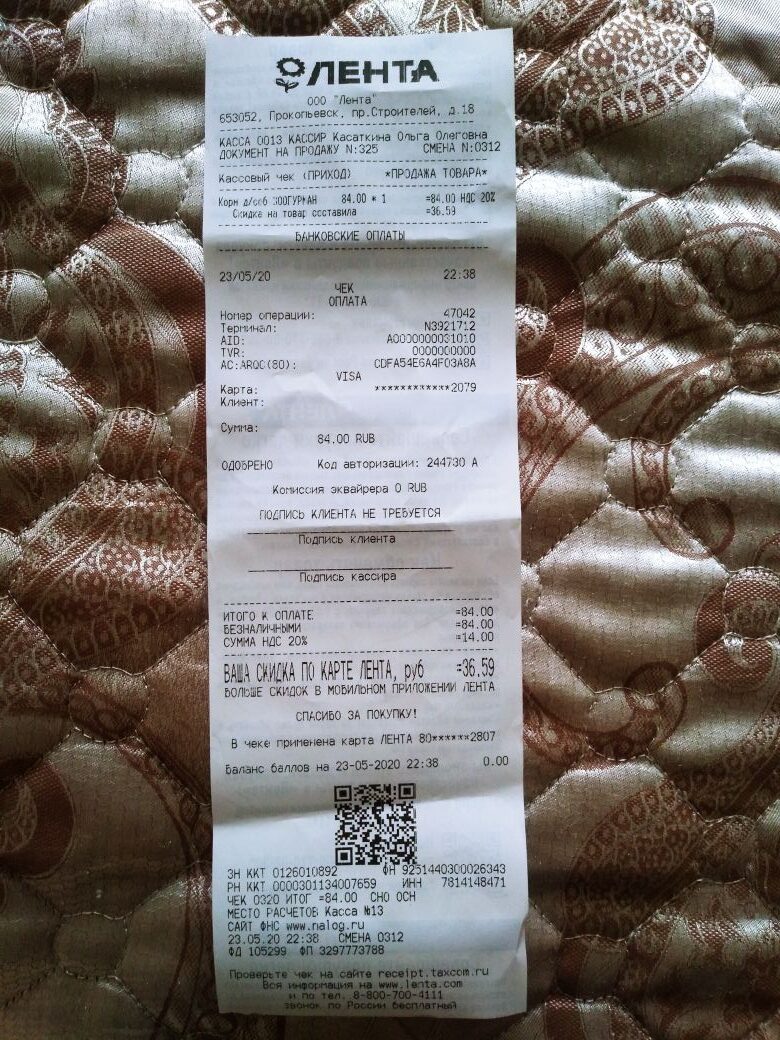 ЛЕНТА
ООО "Лента"
653052, Прокопьевск, пр.Строителей, д.18
КАССА 0013 КАССИР Касаткина Ольга Олеговна
ДОКУМЕНТ НА ПРОДАЖУ N:325 СМЕНА N:0312
Кассовый чек (ПРИХОД) *ПРОДАЖА ТОВАРА*
Корм д/соб ЗООГУРМАН 84.00 * 1 =84.00 НДС 20%
Скидка на товар составила =36.59
БАНКОВСКИЕ ОПЛАТЫ
23/05/20 22:38
ЧЕК
ОПЛАТА
Номер операции: 47042
Терминал: N3921712
AID: A0000000031010
TVR: 0000000000
AC:ARQC(80): CDFA54E6A4F03A8A
VISA
Карта: ************2079
Клиент:
Сумма:
84.00 RUB
ОДОБРЕНО Код авторизации: 244730 A
Комиссия эквайрера 0 RUB
ПОДПИСЬ КЛИЕНТА НЕ ТРЕБУЕТСЯ
Подпись клиента
Подпись кассира
ИТОГО К ОПЛАТЕ =84.00
БЕЗНАЛИЧНЫМИ =84.00
СУММА НДС 20% =14.00
ВАША СКИДКА ПО КАРТЕ ЛЕНТА, руб =36.59
БОЛЬШЕ СКИДОК В МОБИЛЬНОМ ПРИЛОЖЕНИИ ЛЕНТА
СПАСИБО ЗА ПОКУПКУ!
В чеке применена карта ЛЕНТА 80******2807
Баланс баллов на 23-05-2020 22:38 0.00
ЗН ККТ 0126010892 ФН 9251440300026343
РН ККТ 0000301134007659 ИНН 7814148471
ЧЕК 0320 ИТОГ =84.00 СНО ОСН
МЕСТО РАСЧЕТОВ Касса №13
САЙТ ФНС www.nalog.ru
23.05.20 22:38 СМЕНА 0312
ФД 105299 ФП 3297773788
Проверьте чек на сайте receipt.taxcom.ru
Вся информация на www.lenta.com
и по тел. 8-800-700-4111
звонок по России бесплатный